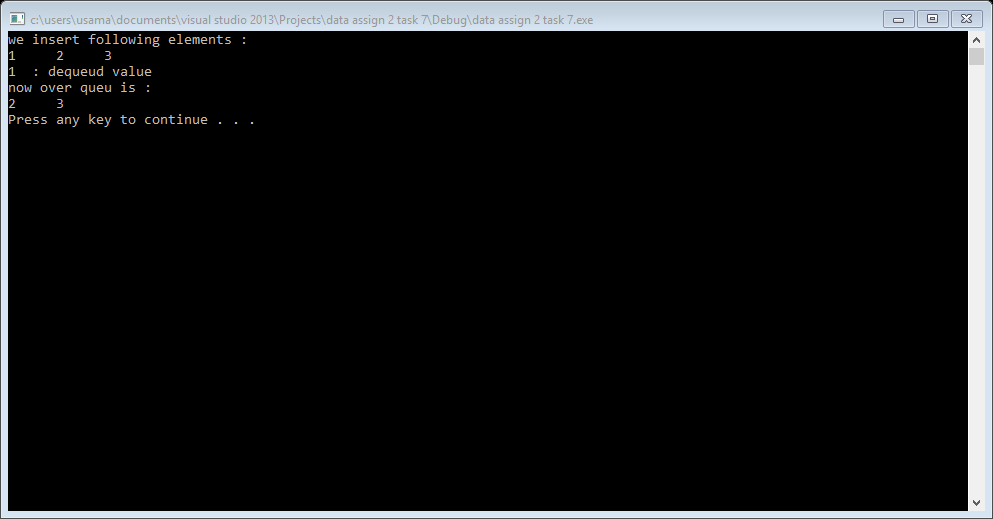 c:\users\usama\documents\visual studio 2013\Projects\data assign 2 task 7\Debug\data assign 2 task 7.exe
we insert following elements :
1     2     3
1  : dequeud value
now over queu is :
2     3
Press any key to continue . . .